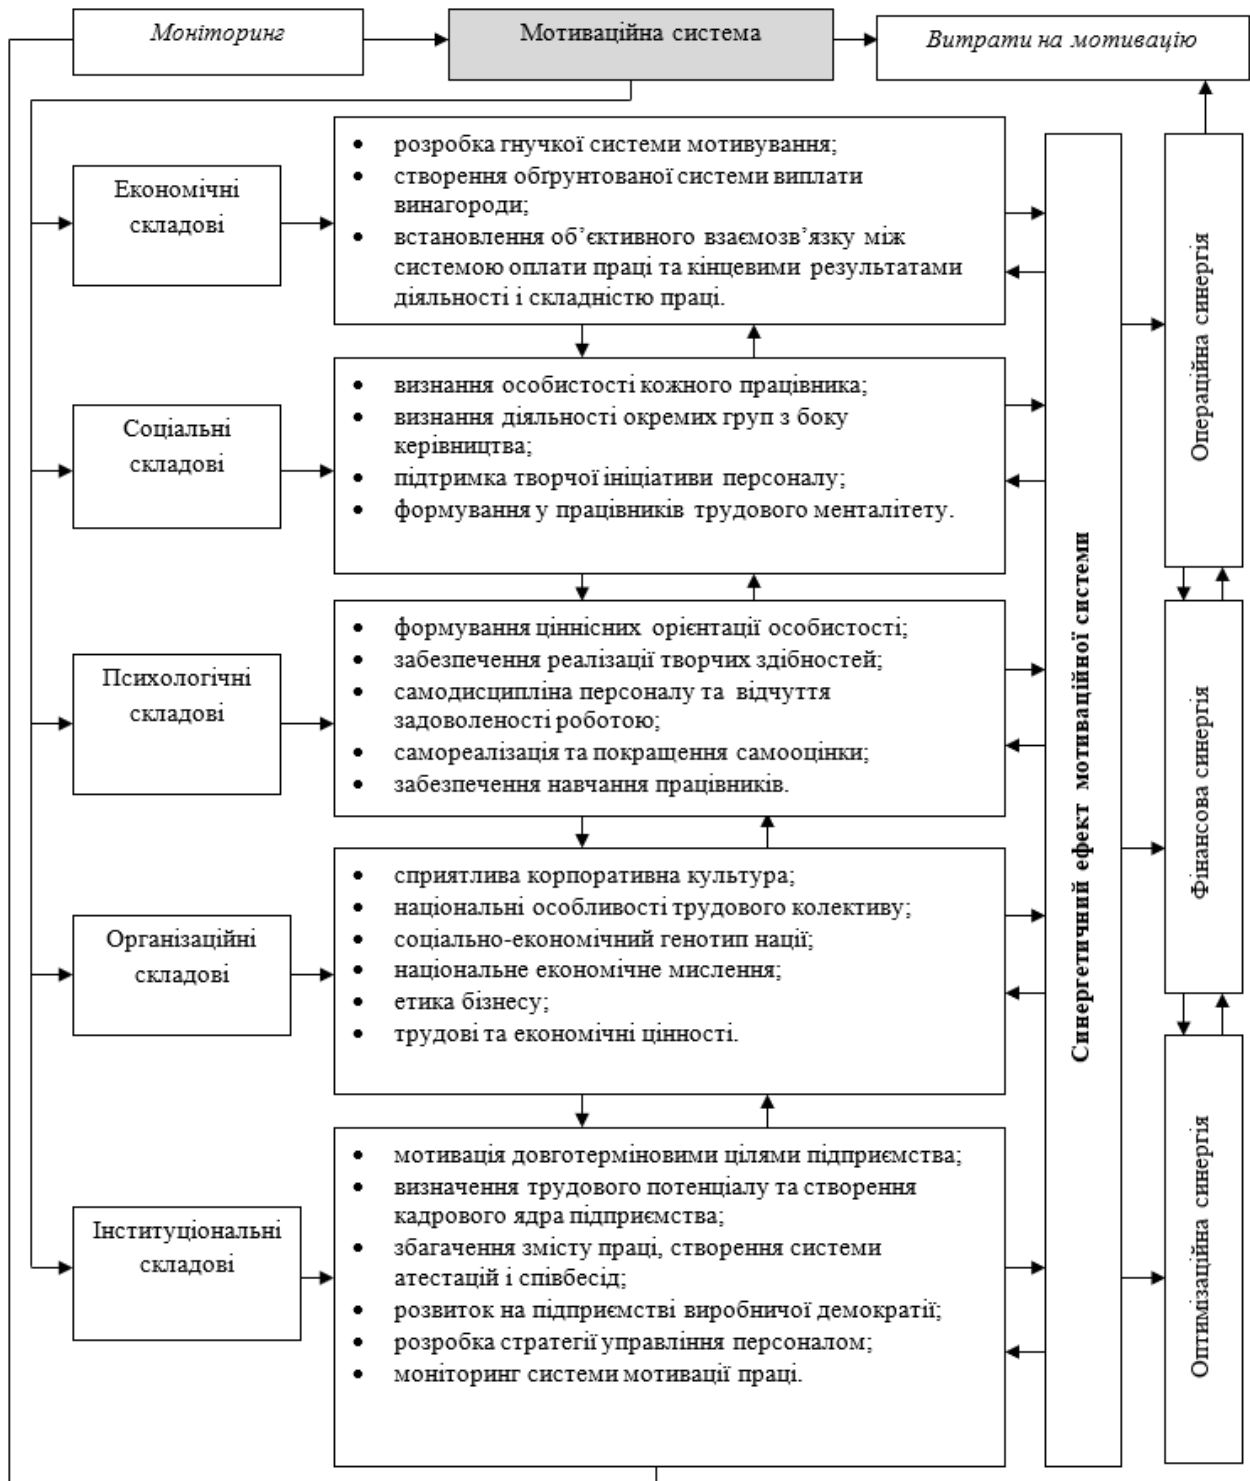 Моніторинг
Мотиваційна система
Витрати на мотивацію
Економічні
складові
• розробка гнучкої системи мотивування;
• створення обґрунтованої системи виплати
винагороди;
• встановлення об’єктивного взаємозв’язку між
системою оплати праці та кінцевими результатами
діяльності і складністю праці.
Соціальні
складові
• визнання особистості кожного працівника;
• визнання діяльності окремих груп з боку
керівництва;
• підтримка творчої ініціативи персоналу;
• формування у працівників трудового менталітету.
Психологічні
складові
• формування ціннісних орієнтації особистості;
• забезпечення реалізації творчих здібностей;
• самодисципліна персоналу та відчуття
задоволеності роботою;
• самореалізація та покращення самооцінки;
• забезпечення навчання працівників.
Організаційні
складові
• сприятлива корпоративна культура;
• національні особливості трудового колективу;
• соціально-економічний генотип нації;
• національне економічне мислення;
• етика бізнесу;
• трудові та економічні цінності.
Інституціональні
складові
• мотивація довготерміновими цілями підприємства;
• визначення трудового потенціалу та створення
кадрового ядра підприємства;
• збагачення змісту праці, створення системи
атестацій і співбесід;
• розвиток на підприємстві виробничої демократії;
• розробка стратегії управління персоналом;
• моніторинг системи мотивації праці.
Синергетичний ефект мотиваційної системи
Операційна синергія
Фінансова синергія
Оптимізаційна синергія